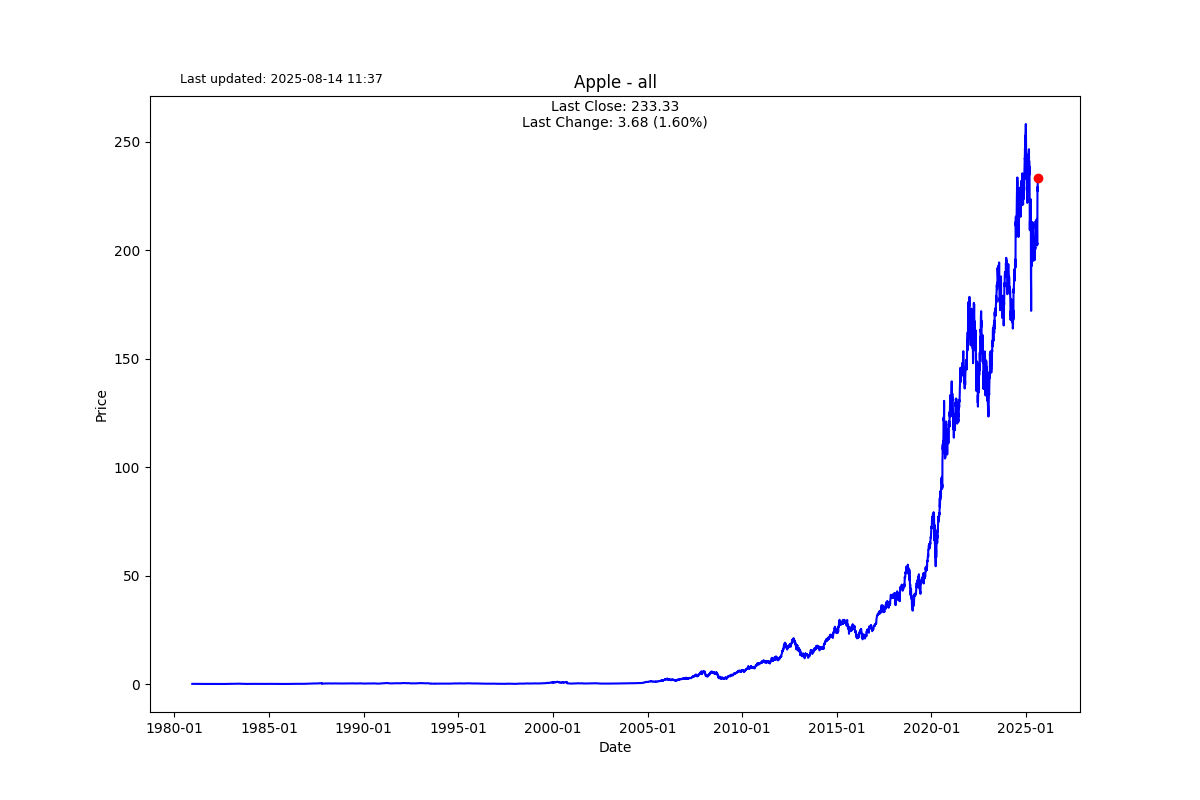 Last updated: 2025-08-14 11:37
Apple - all
Last Close: 233.33
Last Change: 3.68 (1.60%)
250
200
150
100
50
0
Price
1980-01 1985-01 1990-01 1995-01 2000-01 2005-01 2010-01 2015-01 2020-01 2025-01
Date